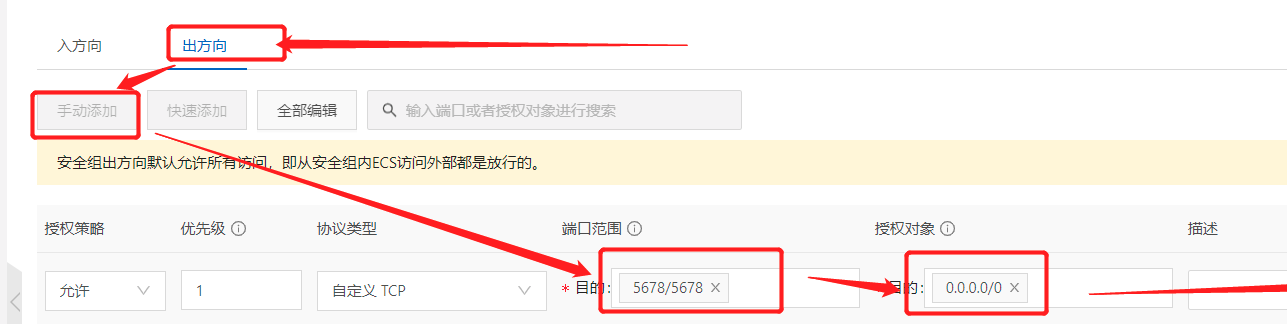 入方向 出方向
手动添加 快速添加 全部编辑 输入端口或者授权对象进行搜索
安全组出方向默认允许所有访问，即从安全组内ECS访问外部都是放行的。
授权策略 优先级 协议类型 端口范围 授权对象 描述
允许 1 自定义 TCP * 目的: 5678/5678 目的: 0.0.0.0/0